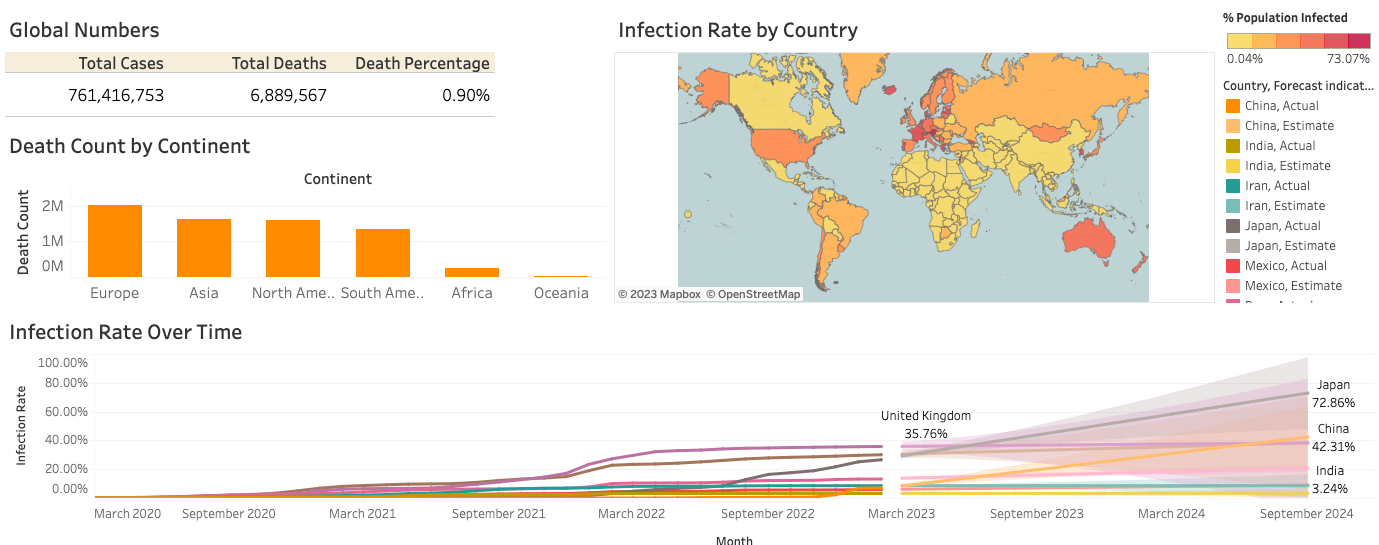 Global Numbers
Total Cases Total Deaths Death Percentage
761,416,753 6,889,567 0.90%
Death Count by Continent
Continent
Death Count
2M
1M
0M
Europe Asia North Ame.. South Ame.. Africa Oceania
Infection Rate by Country
© 2023 Mapbox © OpenStreetMap
% Population Infected
0.04% 73.07%
Country, Forecast indicat...
China, Actual
China, Estimate
India, Actual
India, Estimate
Iran, Actual
Iran, Estimate
Japan, Actual
Japan, Estimate
Mexico, Actual
Mexico, Estimate
Infection Rate Over Time
Infection Rate
100.00%
80.00%
60.00%
40.00%
20.00%
0.00%
United Kingdom
35.76%
Japan
72.86%
China
42.31%
India
3.24%
March 2020 September 2020 March 2021 September 2021 March 2022 September 2022 March 2023 September 2023 March 2024 September 2024
Month